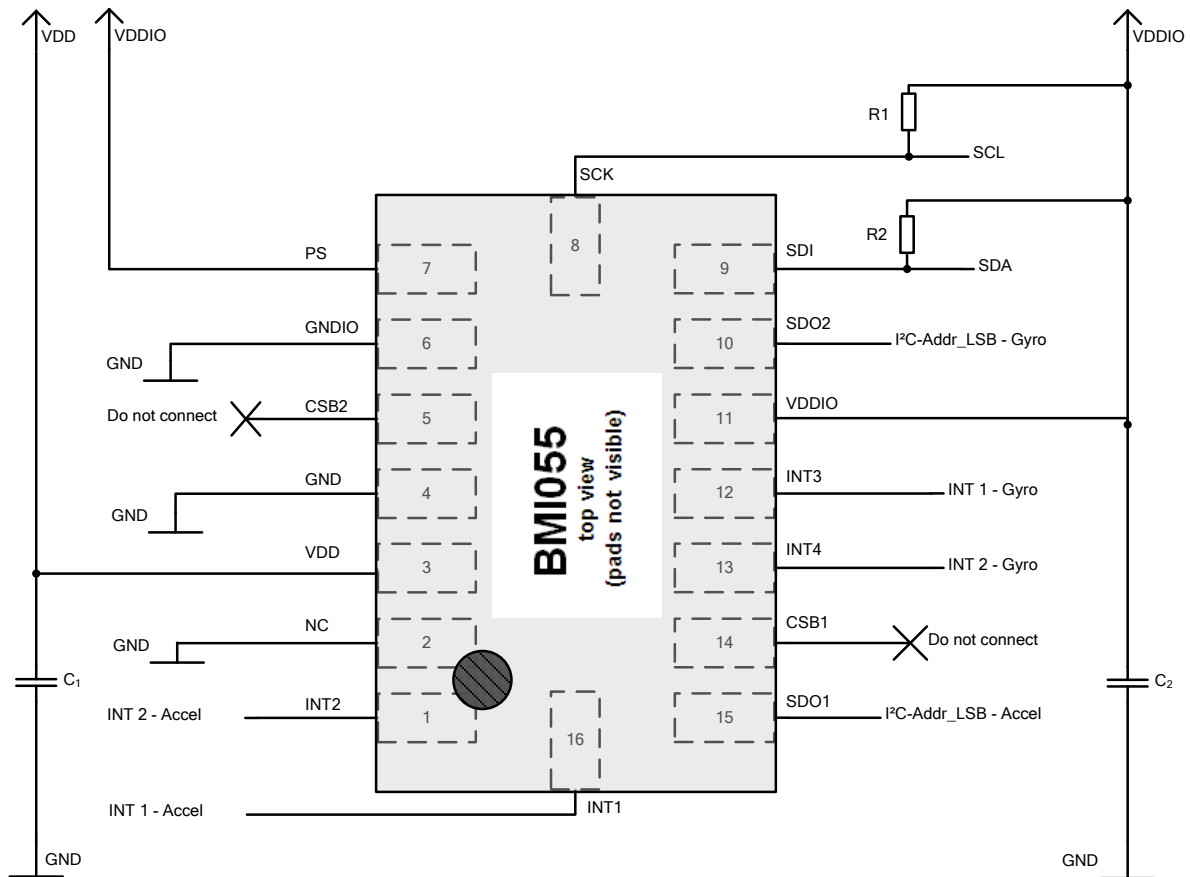 VDD
VDDIO
VDDIO
R1
SCL
SCK
8
R2
PS
7
9
SDI
SDA
GNDIO
6
10
SDO2
I²C-Addr_LSB - Gyro
GND
Do not connect
CSB2
5
11
VDDIO
BMI055
top view
(pads not visible)
GND
4
12
INT3
INT 1 - Gyro
GND
VDD
3
13
INT4
INT 2 - Gyro
NC
2
14
CSB1
Do not connect
GND
C₁
C₂
INT 2 - Accel
INT2
1
16
15
SDO1
I²C-Addr_LSB - Accel
INT 1 - Accel
INT1
GND
GND